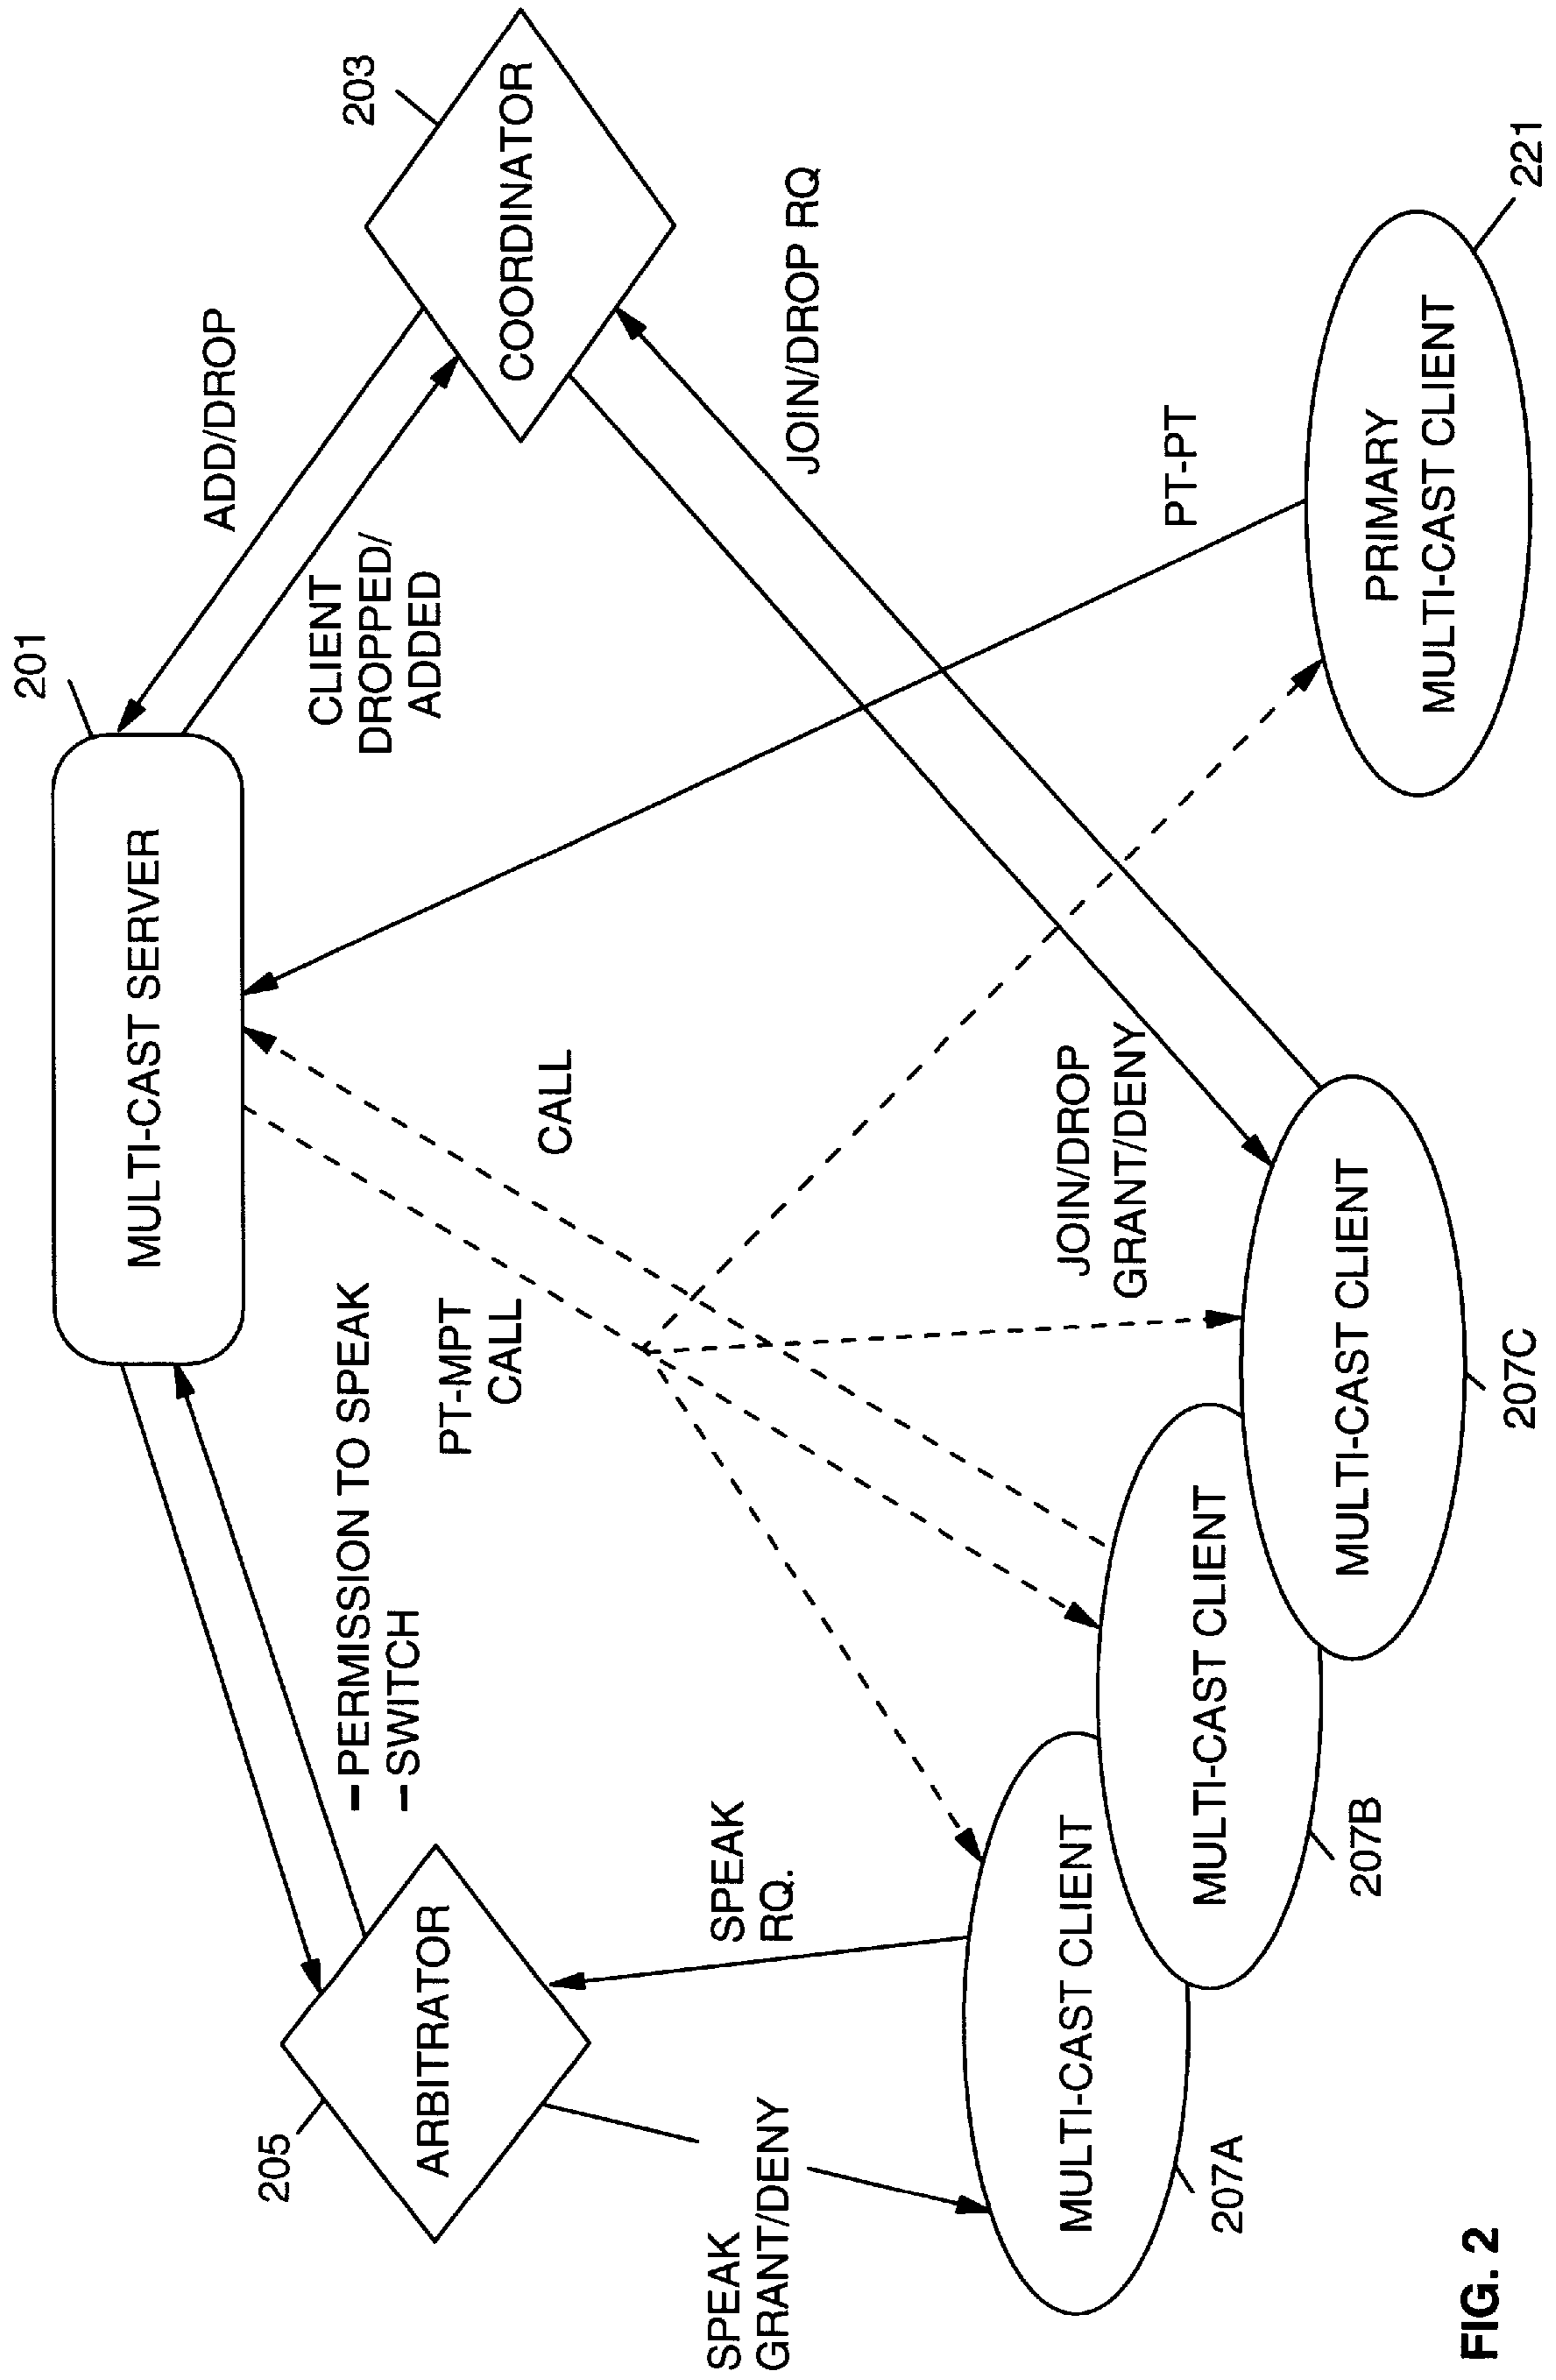 201
MULTI-CAST SERVER
ADD/DROP
CLIENT
DROPPED/
ADDED
203
COORDINATOR
– PERMISSION TO SPEAK
– SWITCH
205
ARBITRATOR
PT-MPT
CALL
CALL
JOIN/DROP RQ
PT-PT
SPEAK
RQ.
SPEAK
GRANT/DENY
JOIN/DROP
GRANT/DENY
MULTI-CAST CLIENT
207A
MULTI-CAST CLIENT
207B
MULTI-CAST CLIENT
207C
PRIMARY
MULTI-CAST CLIENT
221
FIG. 2